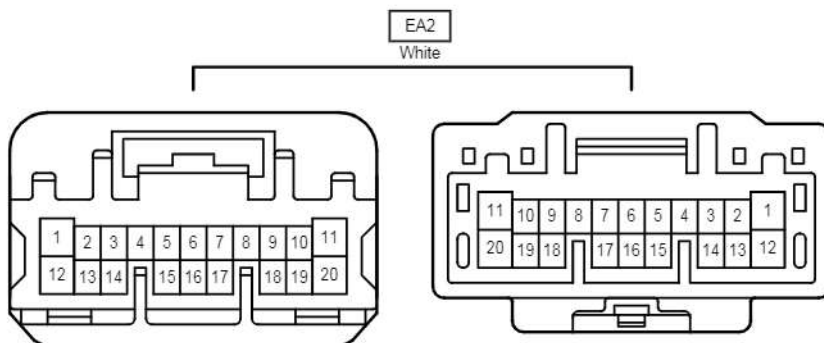 EA2
White
1 2 3 4 5 6 7 8 9 10 11
12 13 14 15 16 17 18 19 20
11 10 9 8 7 6 5 4 3 2 1
20 19 18 17 16 15 14 13 12